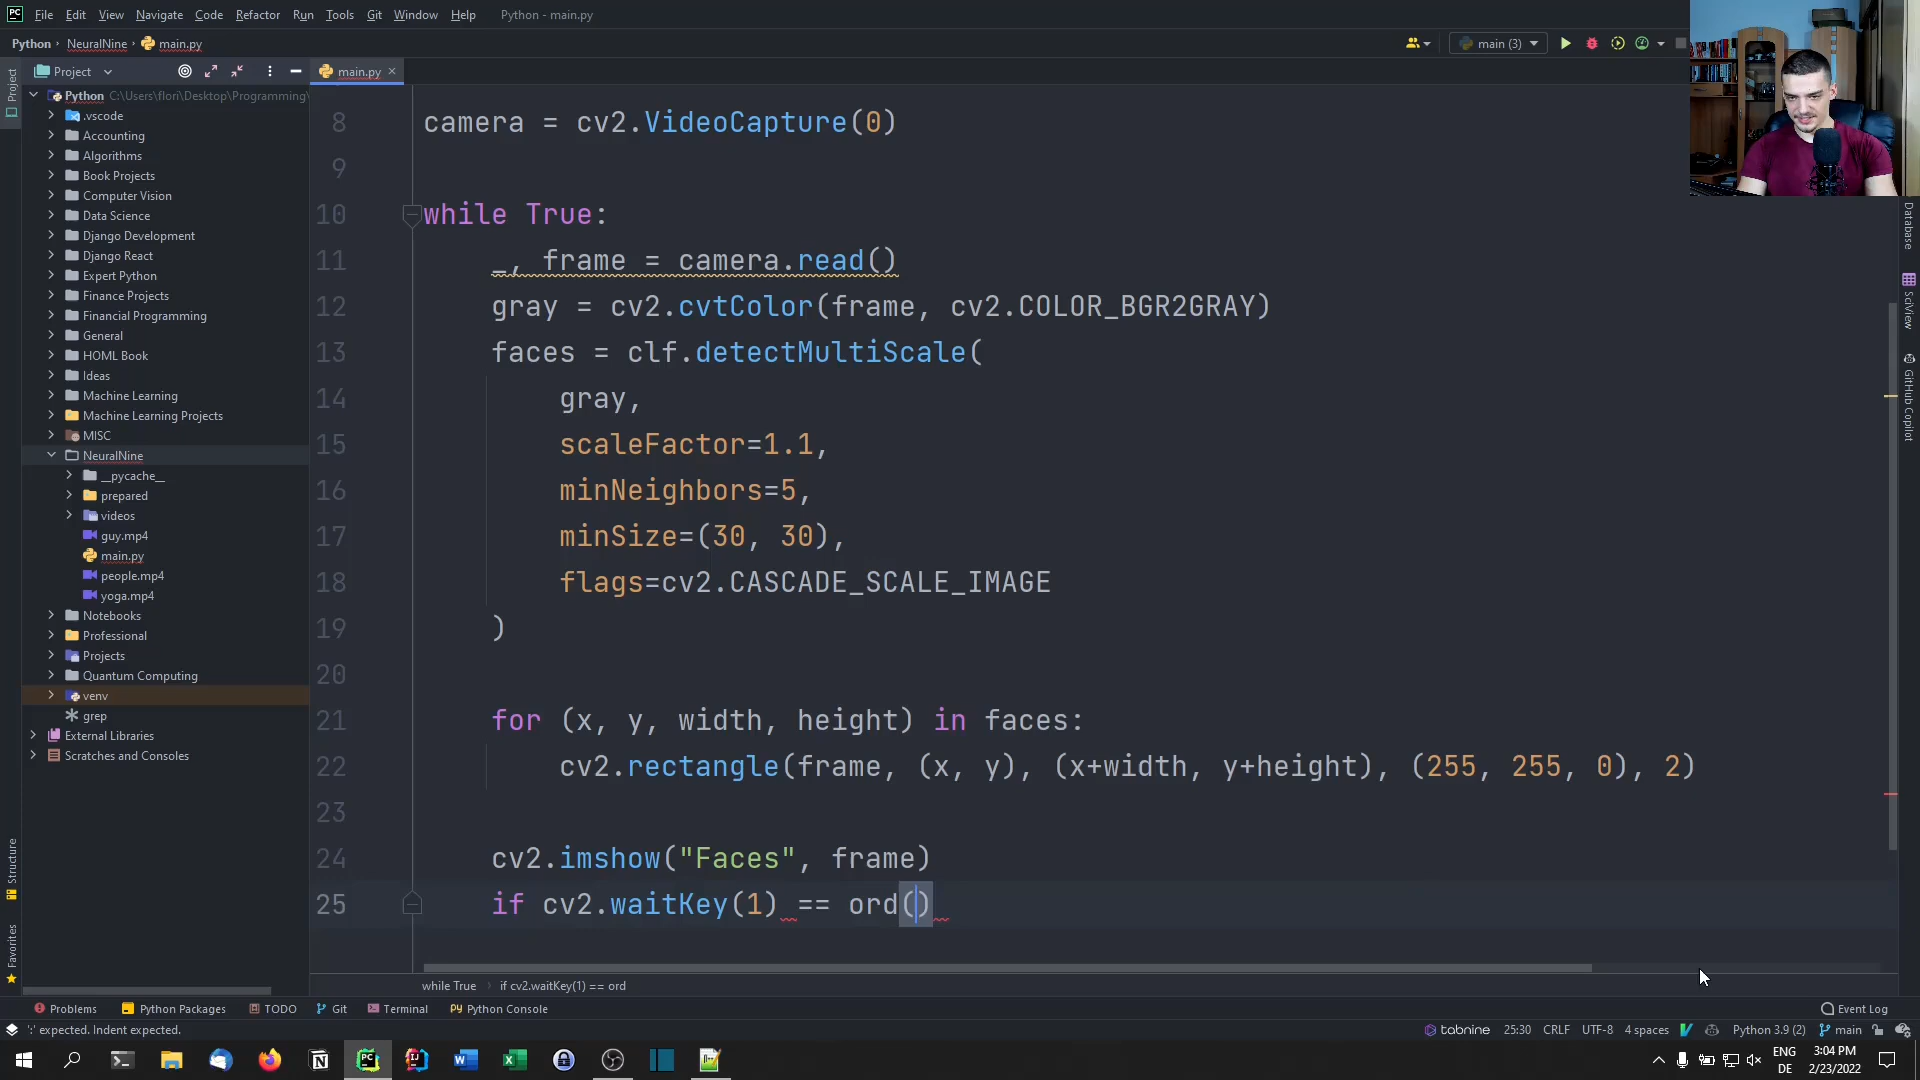 PC File Edit View Navigate Code Refactor Run Tools Git Window Help Python - main.py
Python NeuralNine main.py main (3)
Project Project main.py
Python C:\Users\flori\Desktop\Programming\
.vscode
Accounting
Algorithms
Book Projects
Computer Vision
Data Science
Django Development
Django React
Expert Python
Finance Projects
Financial Programming
General
HOML Book
Ideas
Machine Learning
Machine Learning Projects
MISC
NeuralNine
__pycache__
prepared
videos
guy.mp4
main.py
people.mp4
yoga.mp4
Notebooks
Professional
Projects
Quantum Computing
venv
grep
External Libraries
Scratches and Consoles
Structure
Favorites
8 camera = cv2.VideoCapture(0)
9
10 while True:
11 _, frame = camera.read()
12 gray = cv2.cvtColor(frame, cv2.COLOR_BGR2GRAY)
13 faces = clf.detectMultiScale(
14 gray,
15 scaleFactor=1.1,
16 minNeighbors=5,
17 minSize=(30, 30),
18 flags=cv2.CASCADE_SCALE_IMAGE
19 )
20
21 for (x, y, width, height) in faces:
22 cv2.rectangle(frame, (x, y), (x+width, y+height), (255, 255, 0), 2)
23
24 cv2.imshow("Faces", frame)
25 if cv2.waitKey(1) == ord()
Database
SciView
GitHub Copilot
while True if cv2.waitKey(1) == ord
Problems Python Packages TODO Git Terminal Python Console Event Log
':' expected. Indent expected. tabnine 25:30 CRLF UTF-8 4 spaces Python 3.9 (2) main
ENG 3:04 PM
DE 2/23/2022